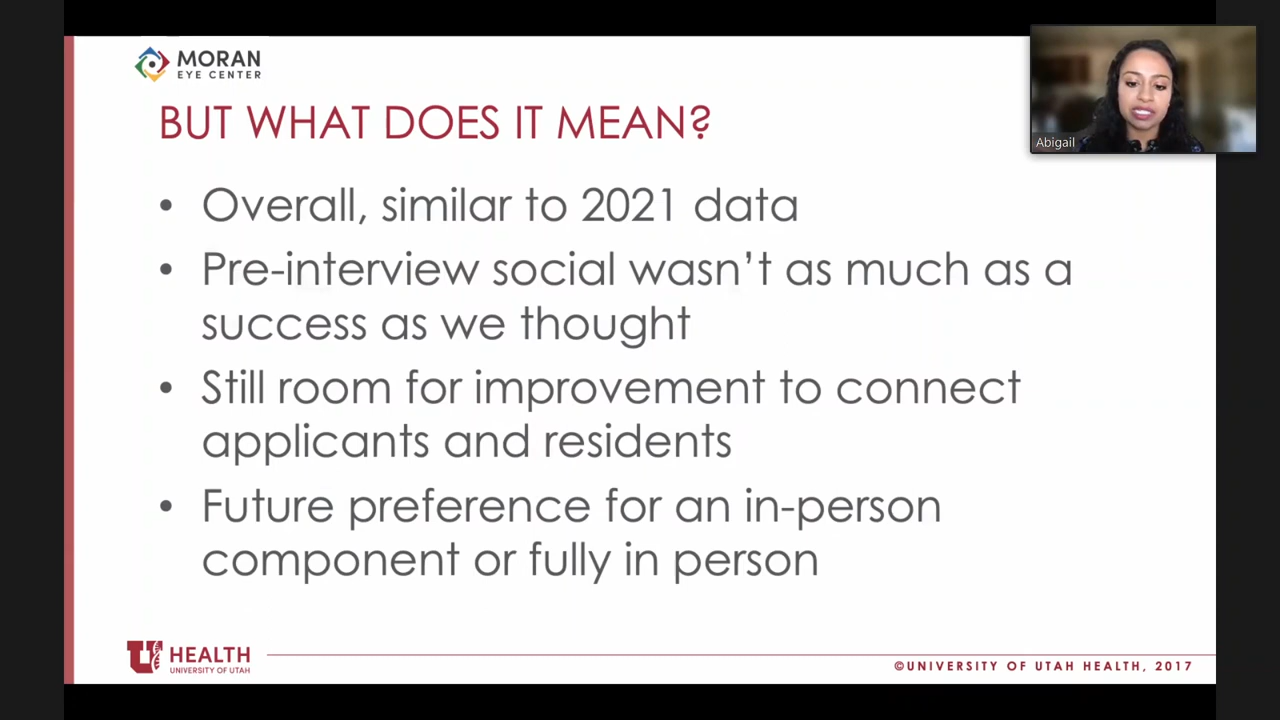 MORAN
EYE CENTER
BUT WHAT DOES IT MEAN?
Abigail
• Overall, similar to 2021 data
• Pre-interview social wasn’t as much as a
success as we thought
• Still room for improvement to connect
applicants and residents
• Future preference for an in-person
component or fully in person
U HEALTH
UNIVERSITY OF UTAH
©UNIVERSITY OF UTAH HEALTH, 2017